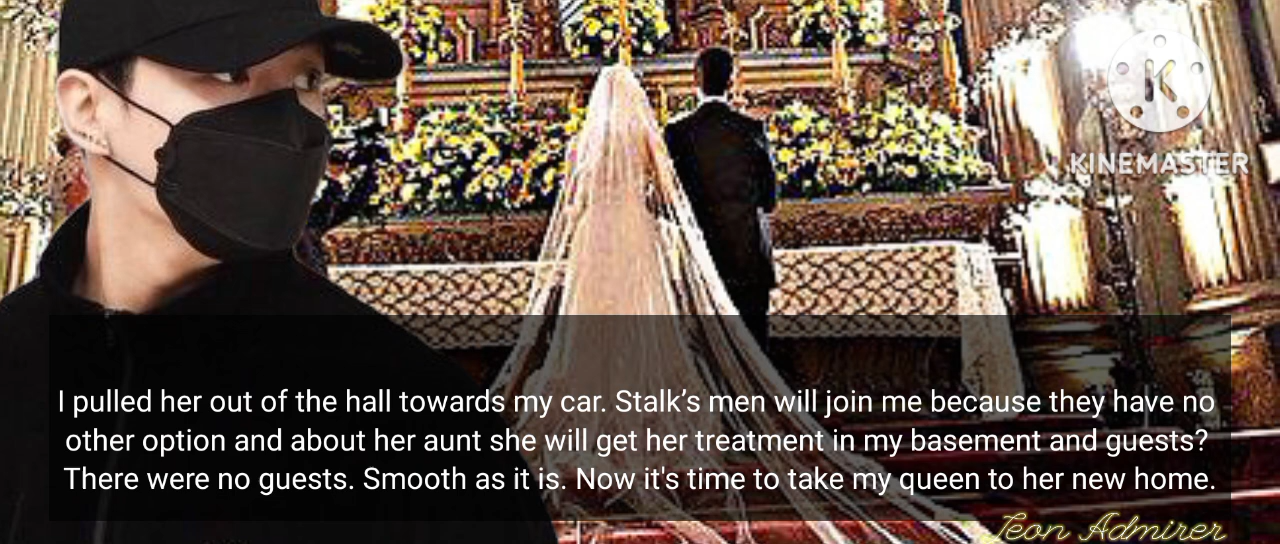 KINEMASTER
I pulled her out of the hall towards my car. Stalk’s men will join me because they have no
other option and about her aunt she will get her treatment in my basement and guests?
There were no guests. Smooth as it is. Now it's time to take my queen to her new home.
Jeon Admirer